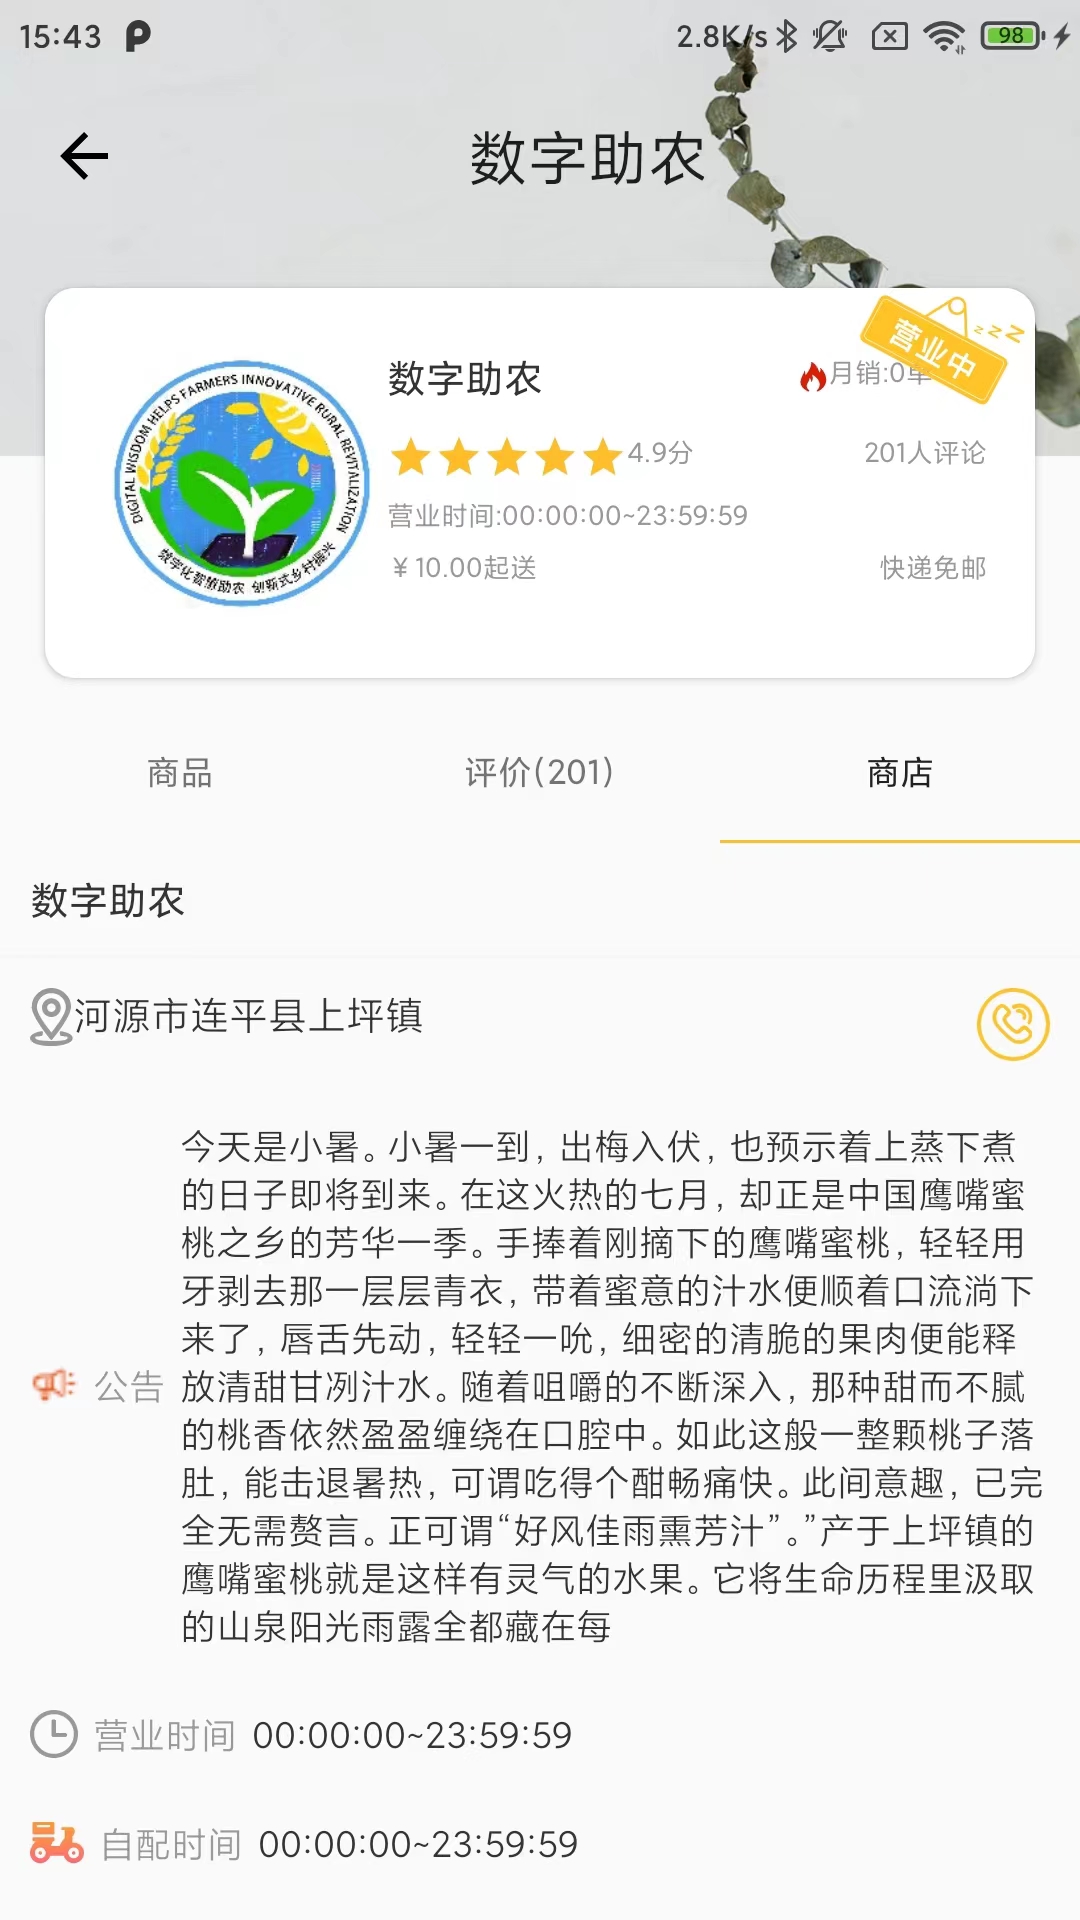 15:43
2.8K/s
98
数字助农
营业中
zzZ
数字助农
月销:0单
DIGITAL WISDOM HELPS FARMERS INNOVATIVE RURAL REVITALIZATION
数字化智慧助农 创新式乡村振兴
4.9分
201人评论
营业时间:00:00:00~23:59:59
¥10.00起送
快递免邮
商品
评价(201)
商店
数字助农
河源市连平县上坪镇
今天是小暑。小暑一到，出梅入伏，也预示着上蒸下煮
的日子即将到来。在这火热的七月，却正是中国鹰嘴蜜
桃之乡的芳华一季。手捧着刚摘下的鹰嘴蜜桃，轻轻用
牙剥去那一层层青衣，带着蜜意的汁水便顺着口流淌下
来了，唇舌先动，轻轻一吮，细密的清脆的果肉便能释
公告 放清甜甘冽汁水。随着咀嚼的不断深入，那种甜而不腻
的桃香依然盈盈缠绕在口腔中。如此这般一整颗桃子落
肚，能击退暑热，可谓吃得个酣畅痛快。此间意趣，已完
全无需赘言。正可谓“好风佳雨熏芳汁”。”产于上坪镇的
鹰嘴蜜桃就是这样有灵气的水果。它将生命历程里汲取
的山泉阳光雨露全都藏在每
营业时间 00:00:00~23:59:59
自配时间 00:00:00~23:59:59